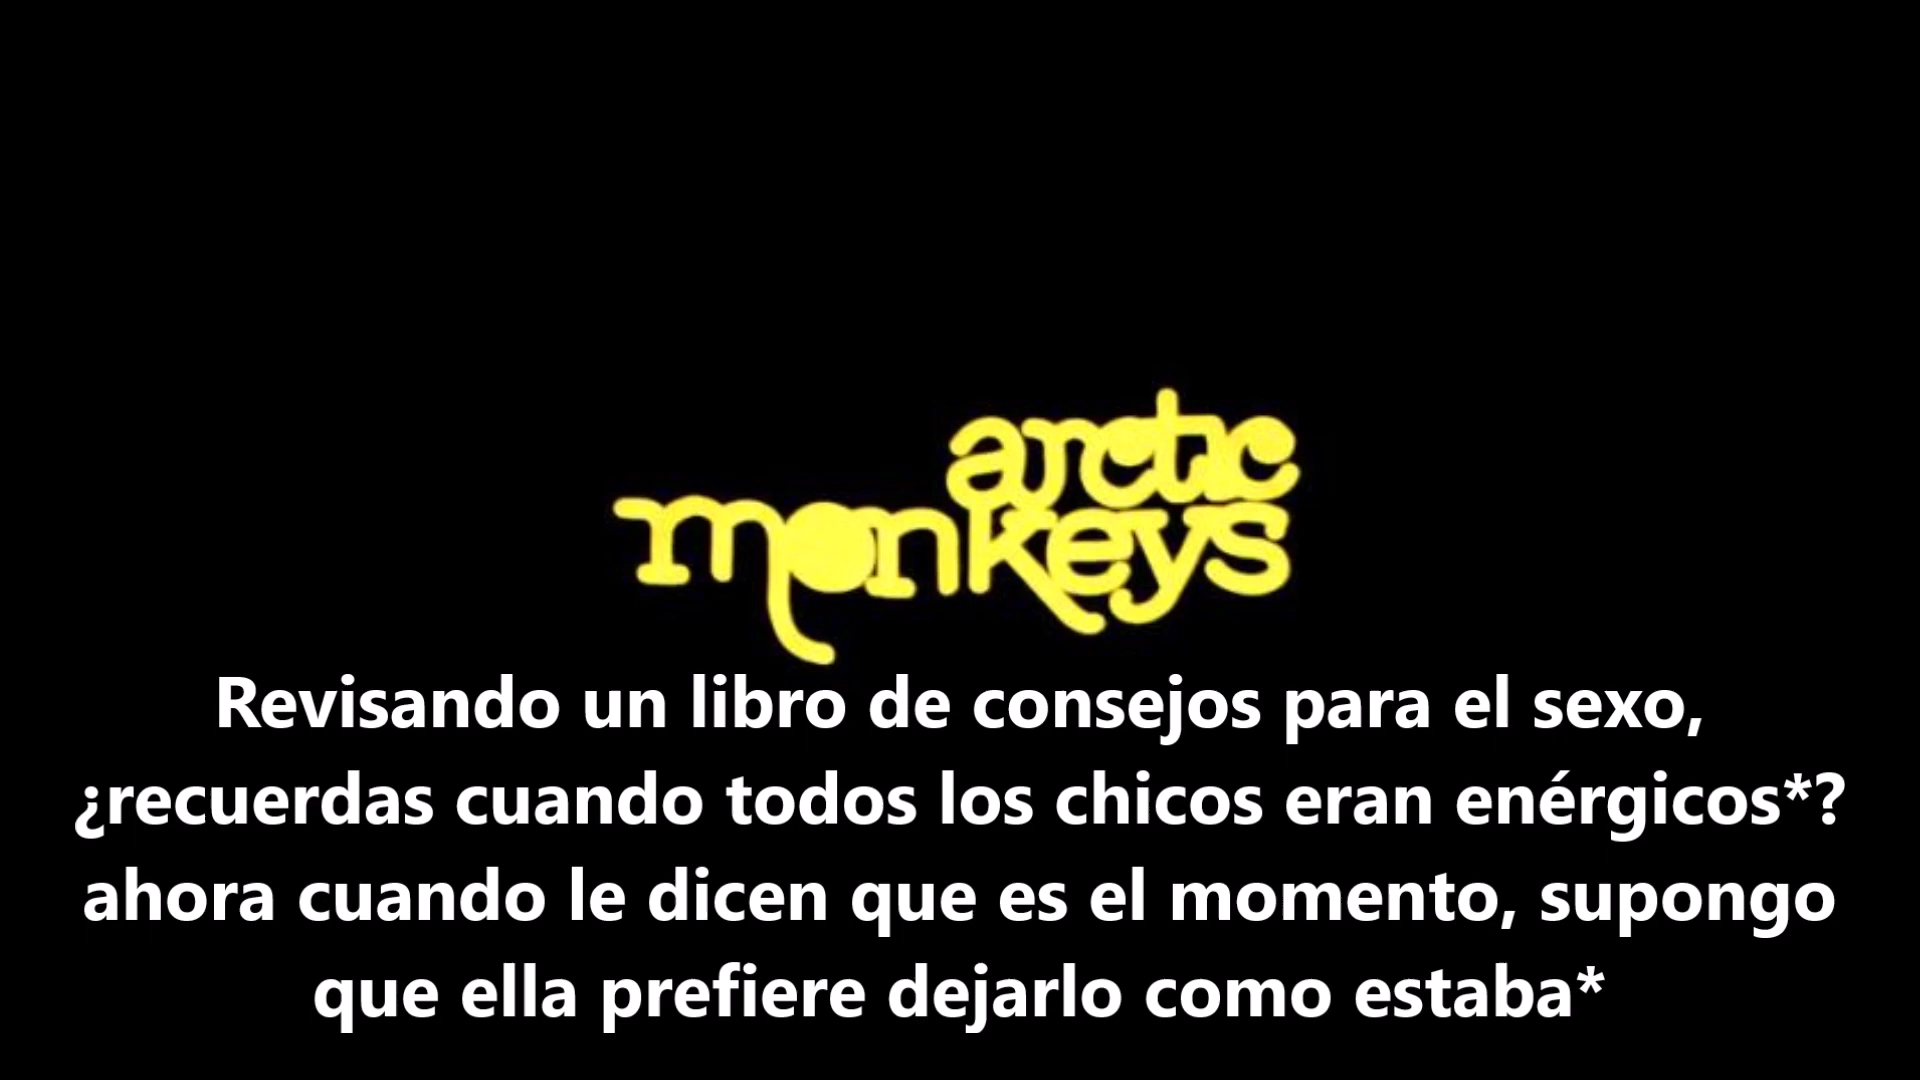 arctic
monkeys
Revisando un libro de consejos para el sexo,
¿recuerdas cuando todos los chicos eran enérgicos*?
ahora cuando le dicen que es el momento, supongo
que ella prefiere dejarlo como estaba*